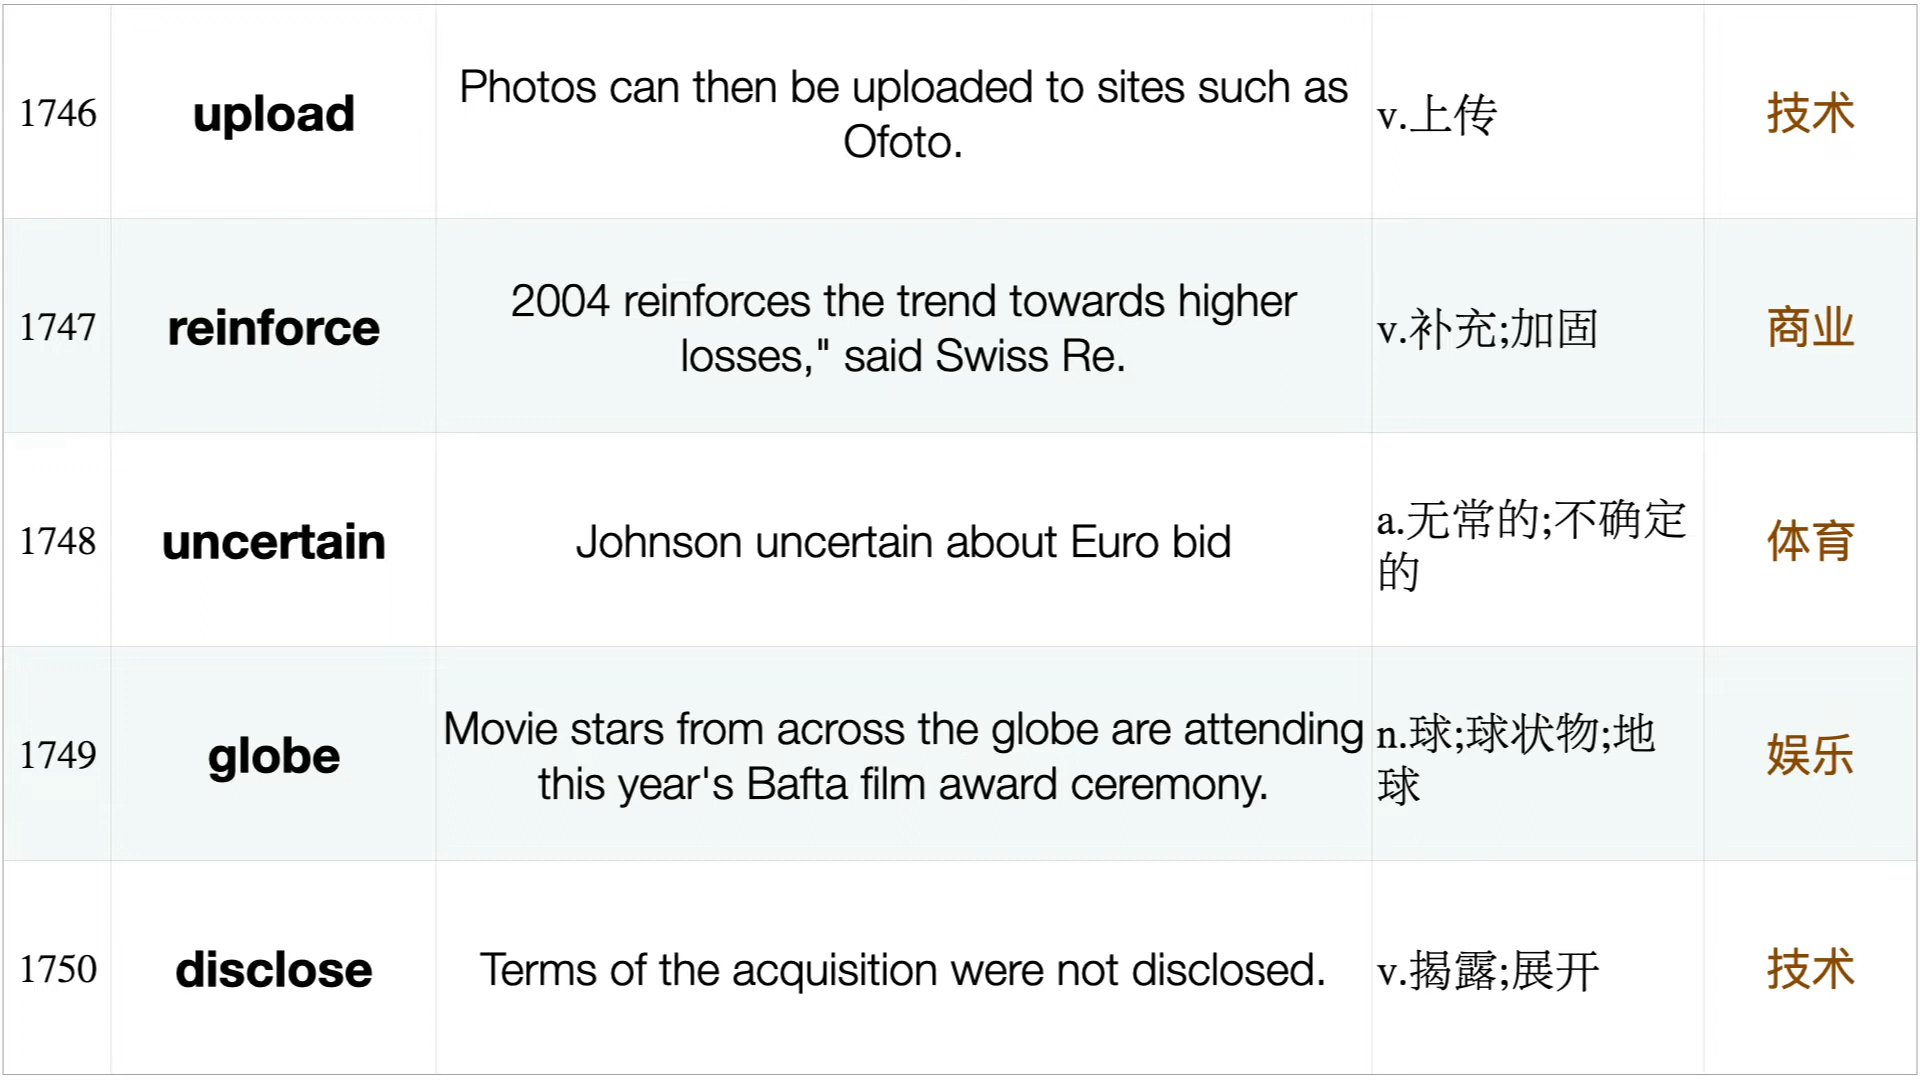 1746 upload Photos can then be uploaded to sites such as Ofoto. v.上传 技术
1747 reinforce 2004 reinforces the trend towards higher losses," said Swiss Re. v.补充;加固 商业
1748 uncertain Johnson uncertain about Euro bid a.无常的;不确定的 体育
1749 globe Movie stars from across the globe are attending this year's Bafta film award ceremony. n.球;球状物;地球 娱乐
1750 disclose Terms of the acquisition were not disclosed. v.揭露;展开 技术